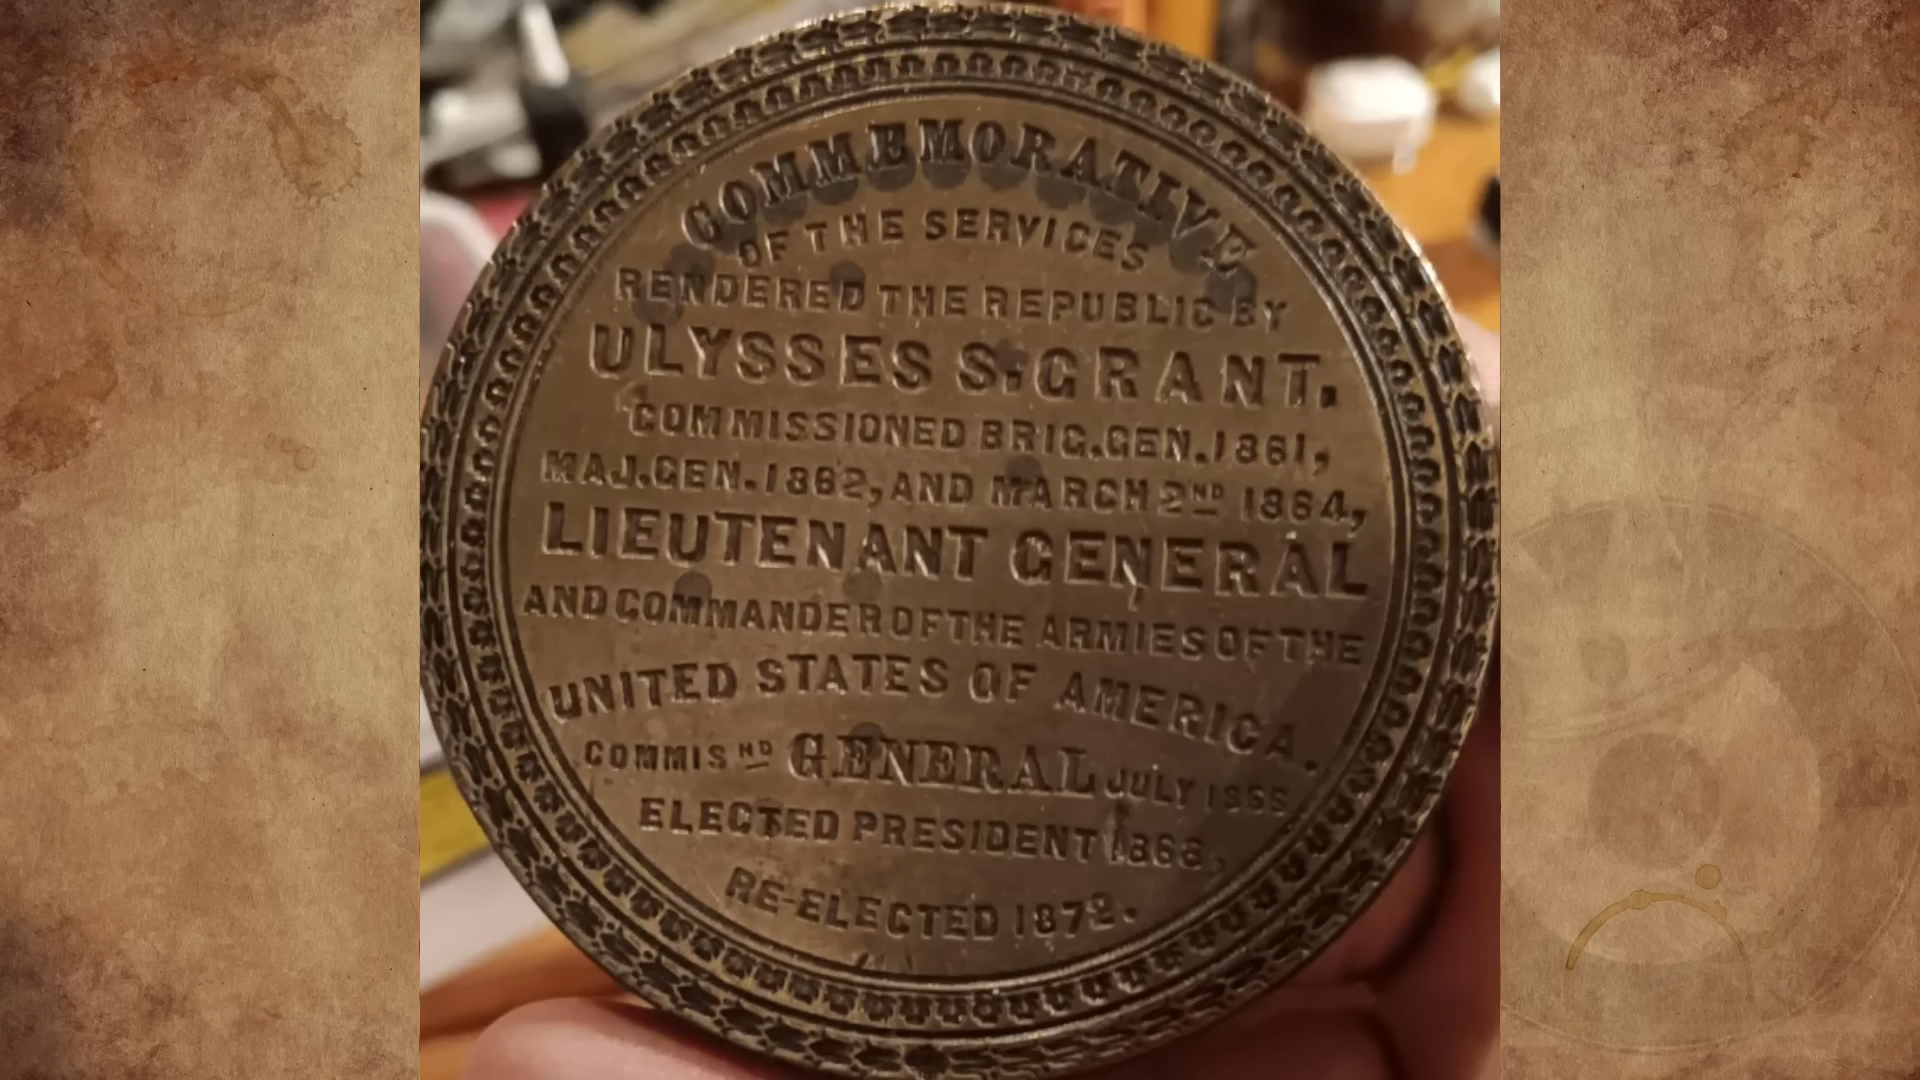 COMMEMORATIVE
OF THE SERVICES
RENDERED THE REPUBLIC BY
ULYSSES S. GRANT.
COMMISSIONED BRIG. GEN. 1861,
MAJ. GEN. 1862, AND MARCH 2ND 1864,
LIEUTENANT GENERAL
AND COMMANDER OF THE ARMIES OF THE
UNITED STATES OF AMERICA.
COMMISND GENERAL JULY
ELECTED PRESIDENT 1868,
RE-ELECTED 1872.